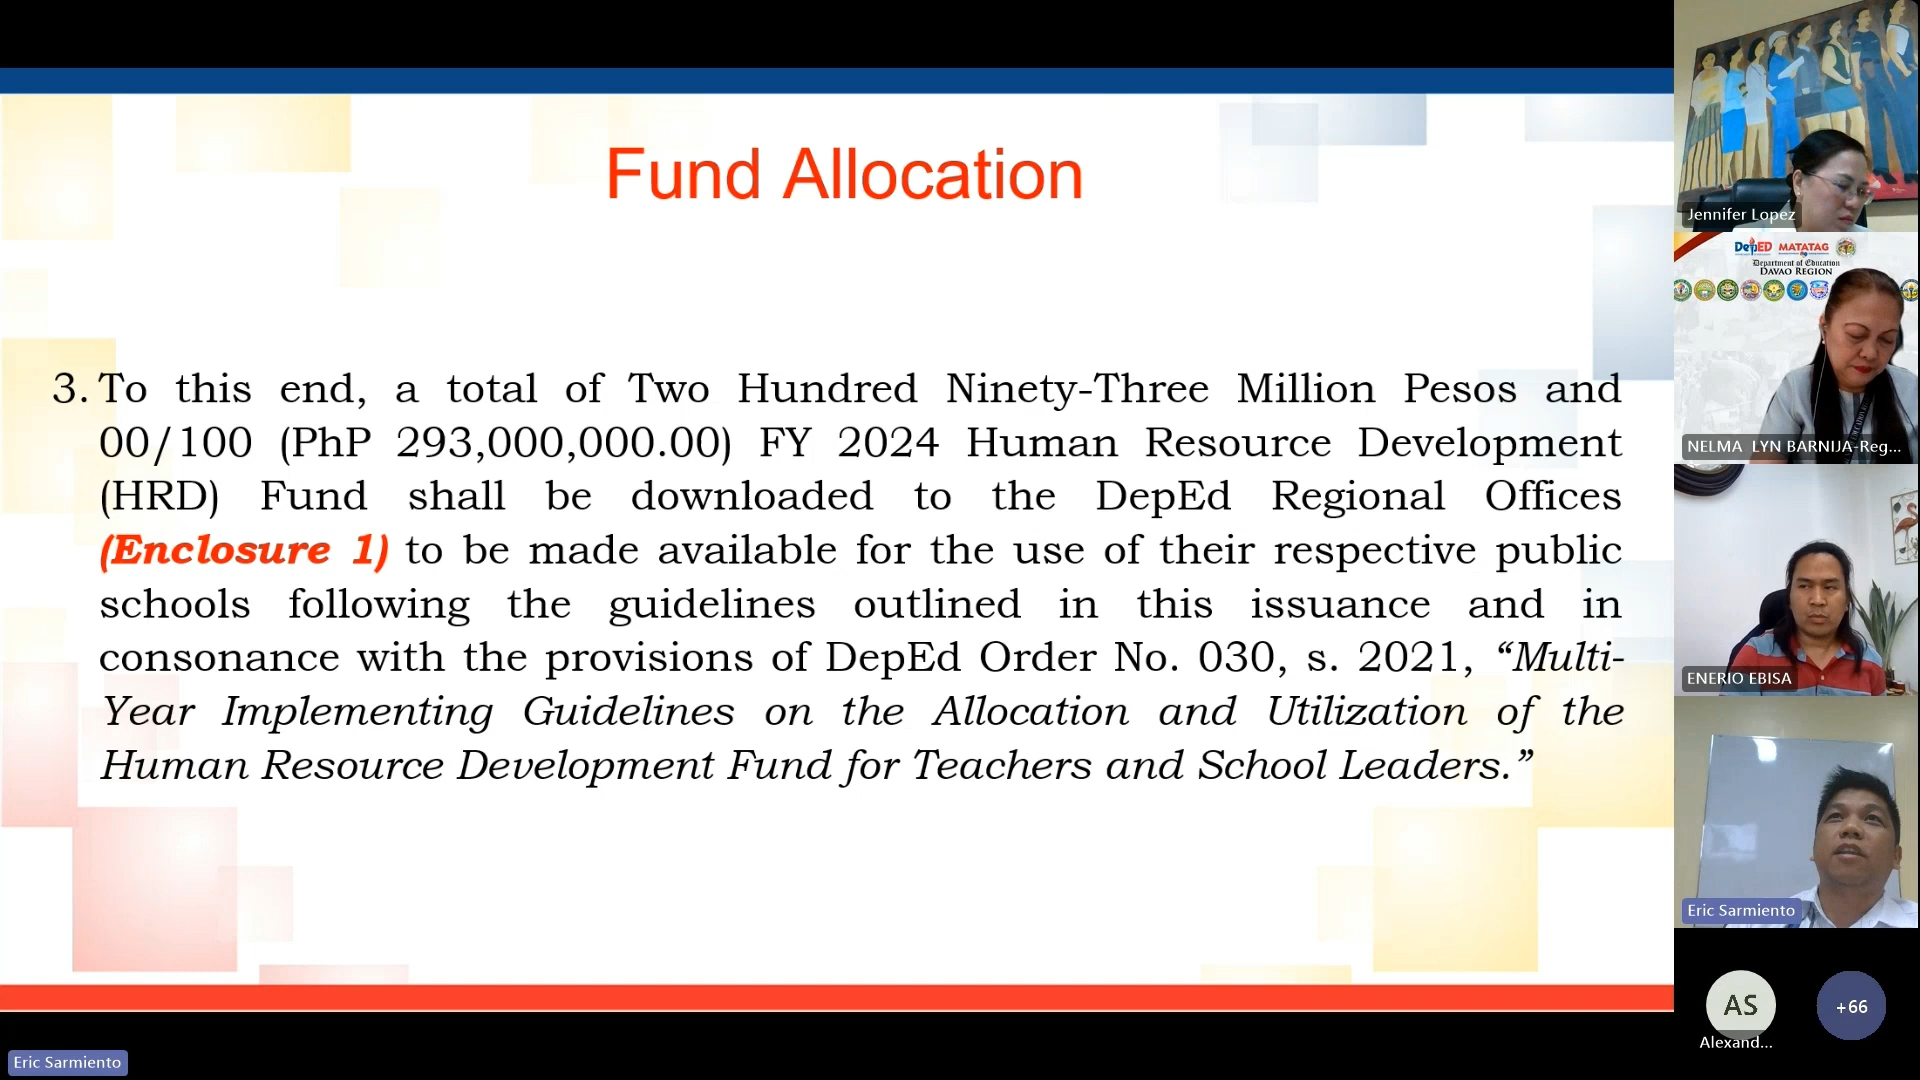 Fund Allocation
3. To this end, a total of Two Hundred Ninety-Three Million Pesos and
00/100 (PhP 293,000,000.00) FY 2024 Human Resource Development
(HRD) Fund shall be downloaded to the DepEd Regional Offices
(Enclosure 1) to be made available for the use of their respective public
schools following the guidelines outlined in this issuance and in
consonance with the provisions of DepEd Order No. 030, s. 2021, “Multi-
Year Implementing Guidelines on the Allocation and Utilization of the
Human Resource Development Fund for Teachers and School Leaders.”
Eric Sarmiento
Jennifer Lopez
DepED MATATAG
Department of Education
DAVAO REGION
NELMA LYN BARNIJA-Reg...
ENERIO EBISA
Eric Sarmiento
AS
Alexand...
+66